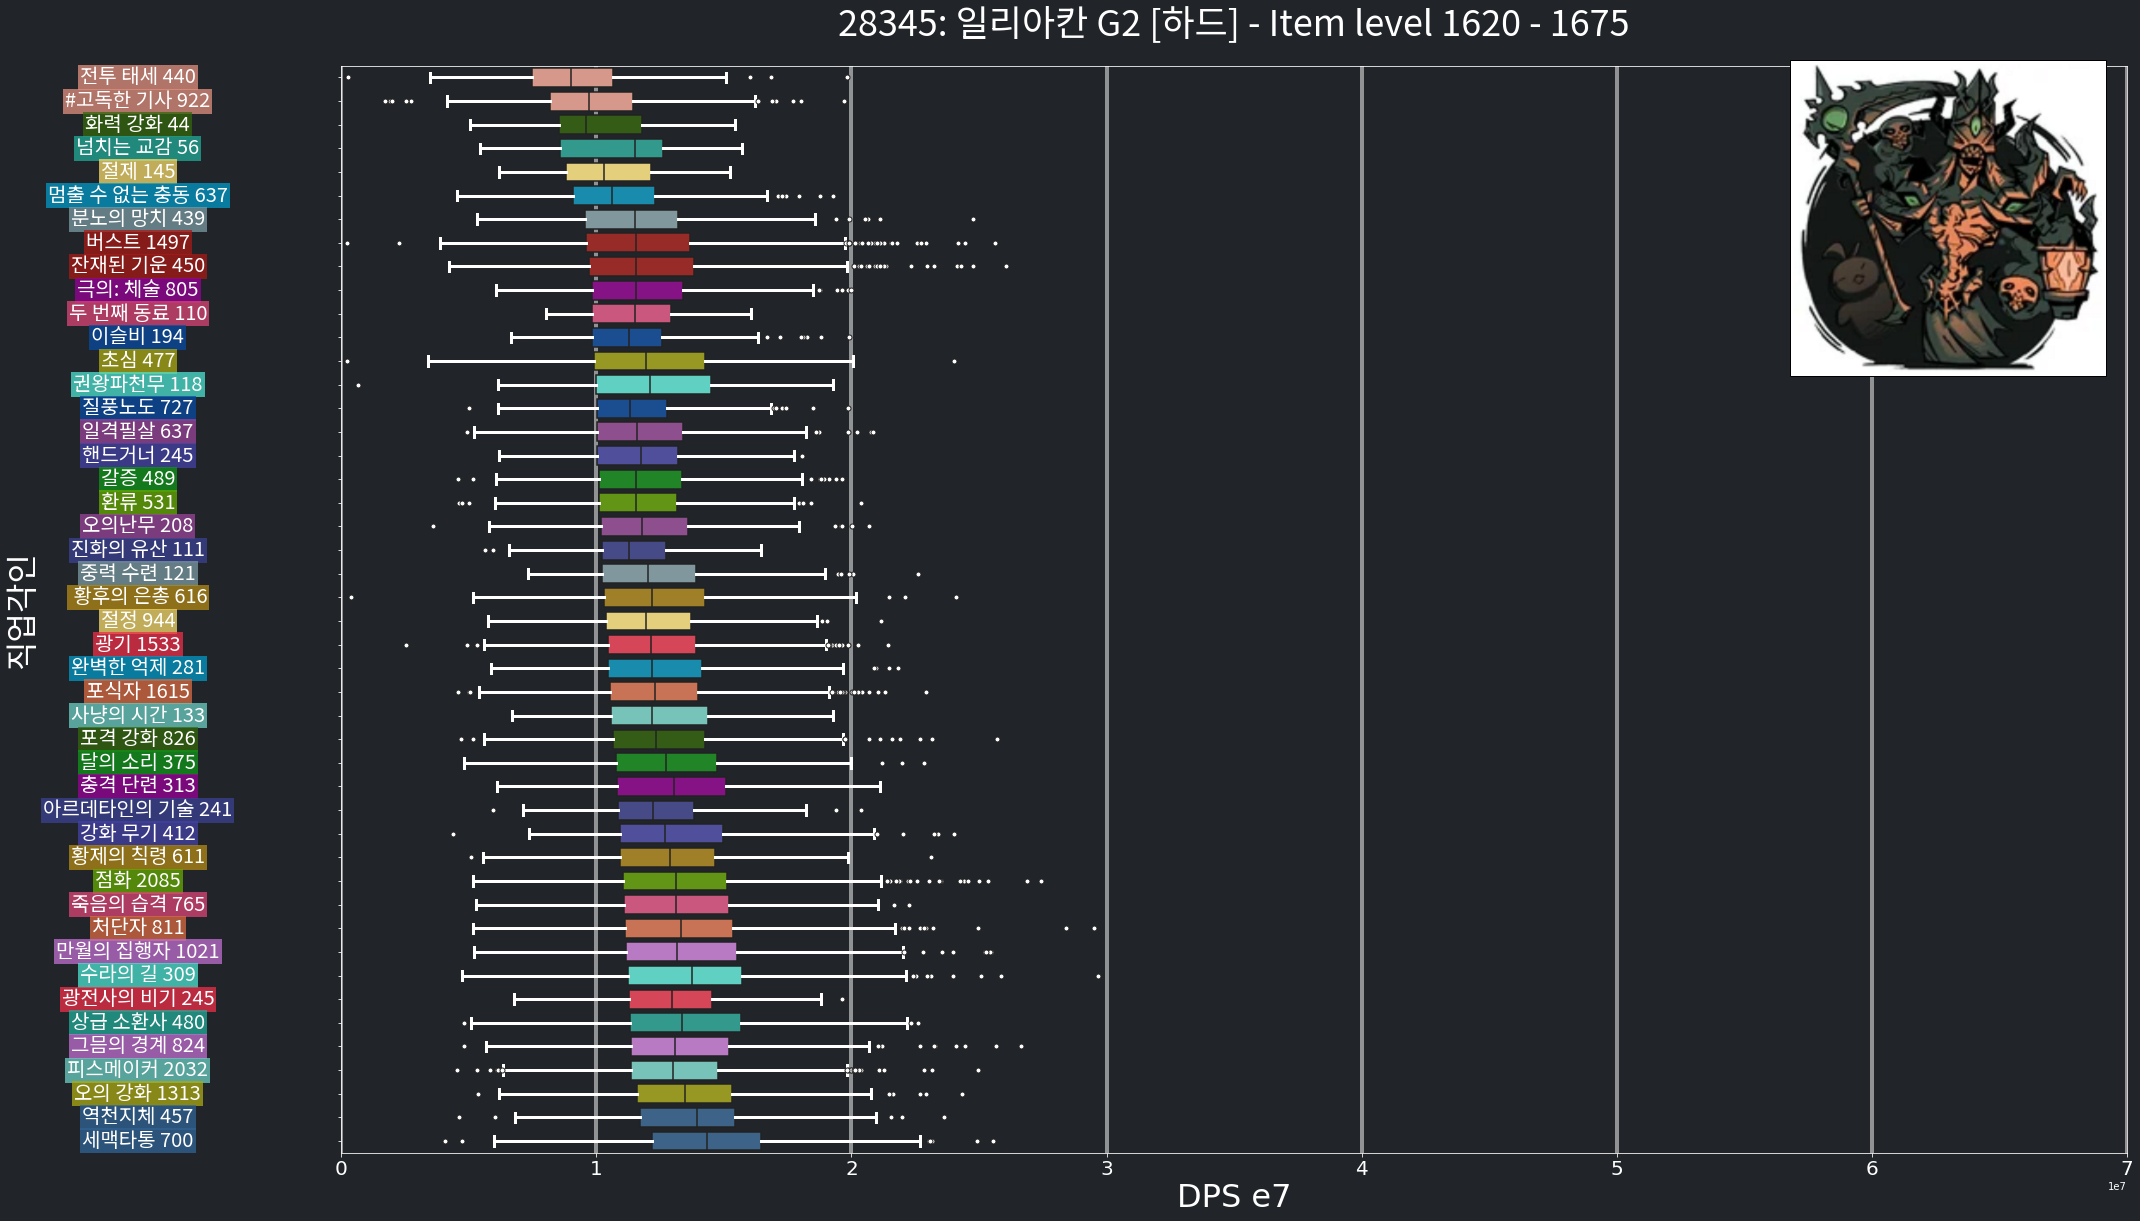 28345: 일리아칸 G2 [하드] - Item level 1620 - 1675
직업각인
전투 태세 440
#고독한 기사 922
화력 강화 44
넘치는 교감 56
절제 145
멈출 수 없는 충동 637
분노의 망치 439
버스트 1497
잔재된 기운 450
극의: 체술 805
두 번째 동료 110
이슬비 194
초심 477
권왕파천무 118
질풍노도 727
일격필살 637
핸드거너 245
갈증 489
환류 531
오의난무 208
진화의 유산 111
중력 수련 121
황후의 은총 616
절정 944
광기 1533
완벽한 억제 281
포식자 1615
사냥의 시간 133
포격 강화 826
달의 소리 375
충격 단련 313
아르데타인의 기술 241
강화 무기 412
황제의 칙령 611
점화 2085
죽음의 습격 765
처단자 811
만월의 집행자 1021
수라의 길 309
광전사의 비기 245
상급 소환사 480
그믐의 경계 824
피스메이커 2032
오의 강화 1313
역천지체 457
세맥타통 700
0 1 2 3 4 5 6 7
DPS e7
1e7